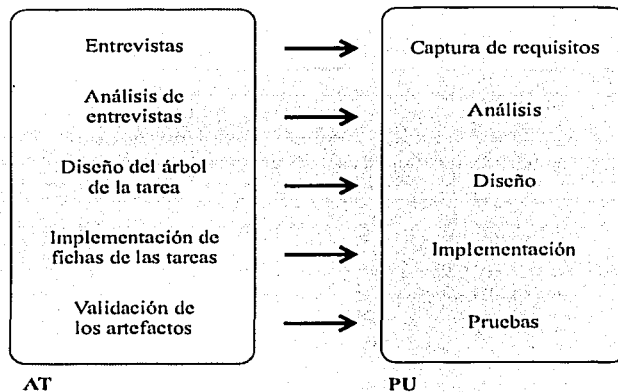 Entrevistas
Captura de requisitos
Análisis de
entrevistas
Análisis
Diseño del árbol
de la tarea
Diseño
Implementación de
fichas de las tareas
Implementación
Validación de
los artefactos
Pruebas
AT
PU